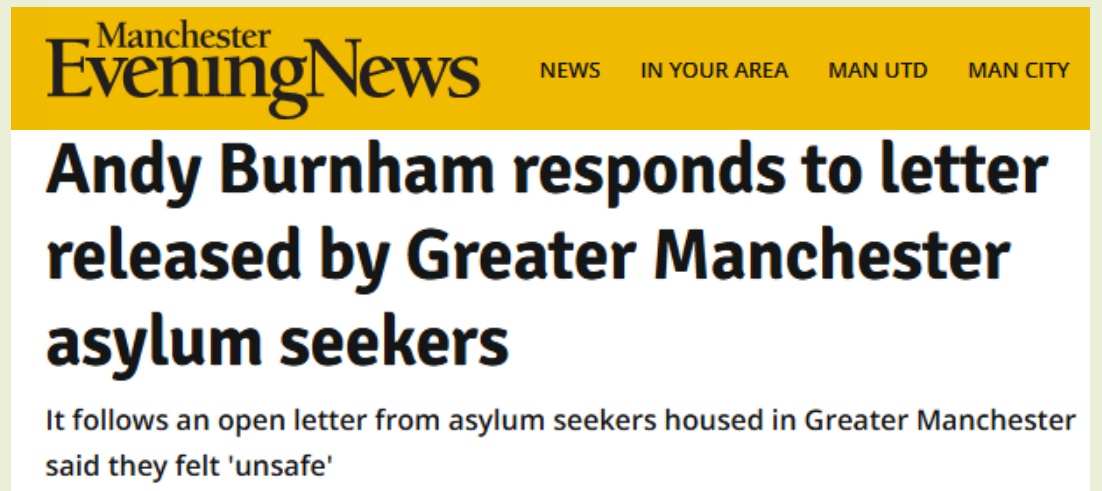 Manchester
EveningNews
NEWS IN YOUR AREA MAN UTD MAN CITY
Andy Burnham responds to letter
released by Greater Manchester
asylum seekers
It follows an open letter from asylum seekers housed in Greater Manchester
said they felt 'unsafe'